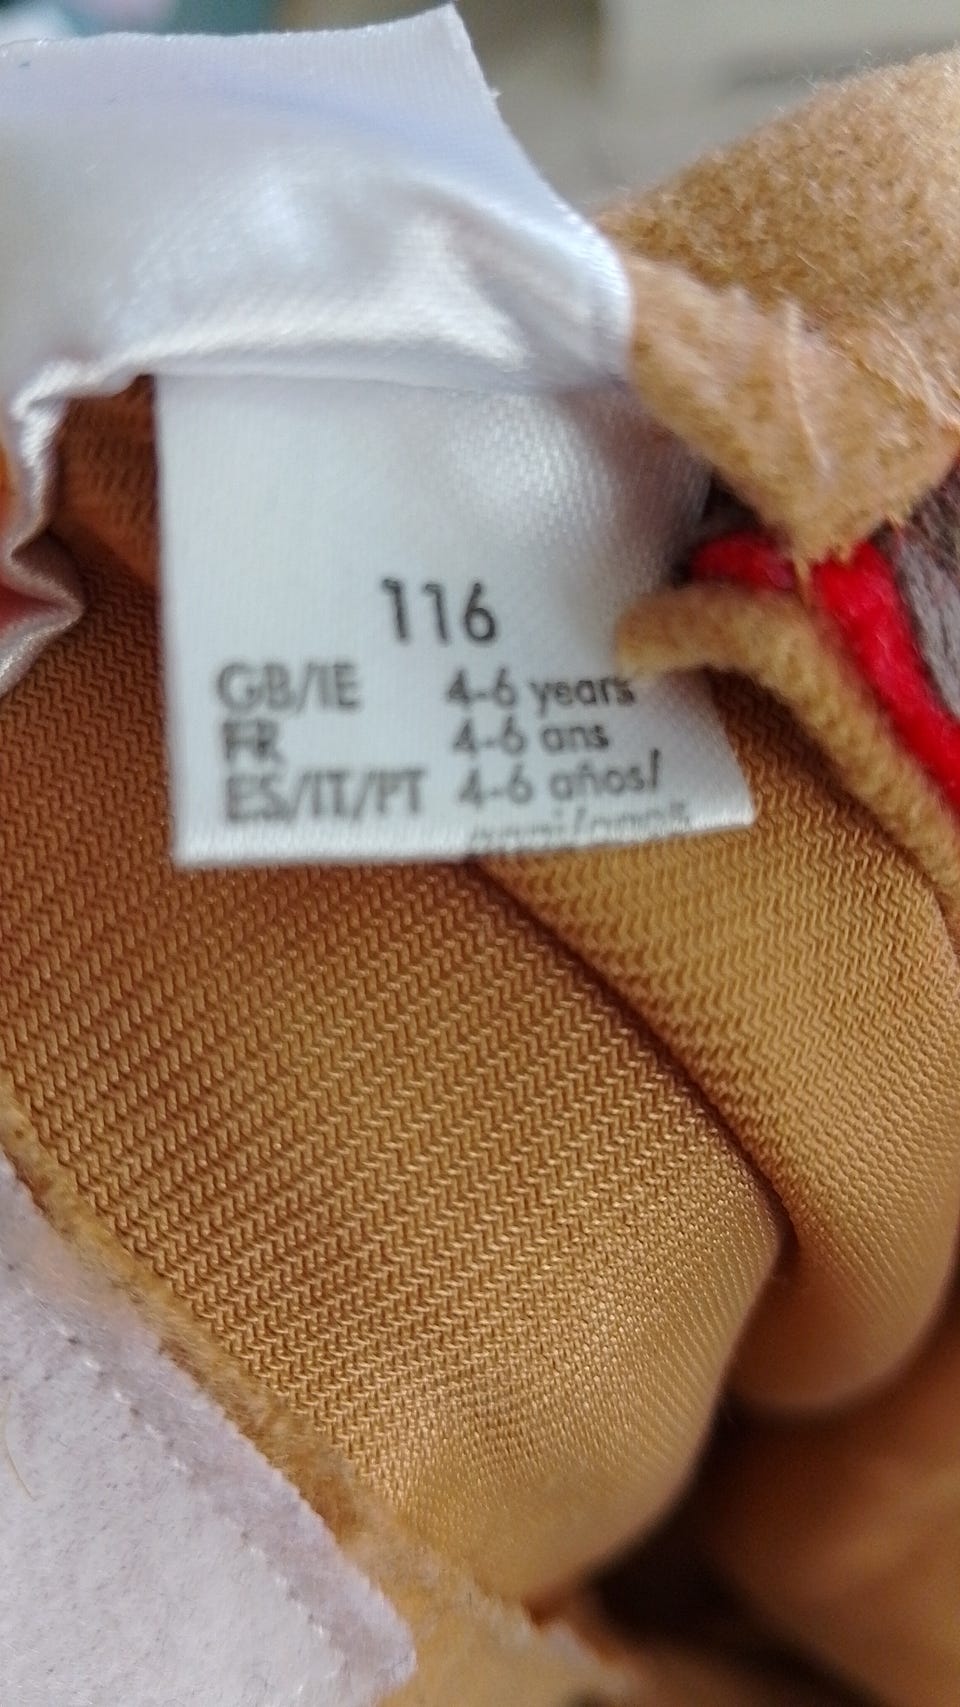 116
GB/IE 4-6 years
FR 4-6 ans
ES/IT/PT 4-6 años/